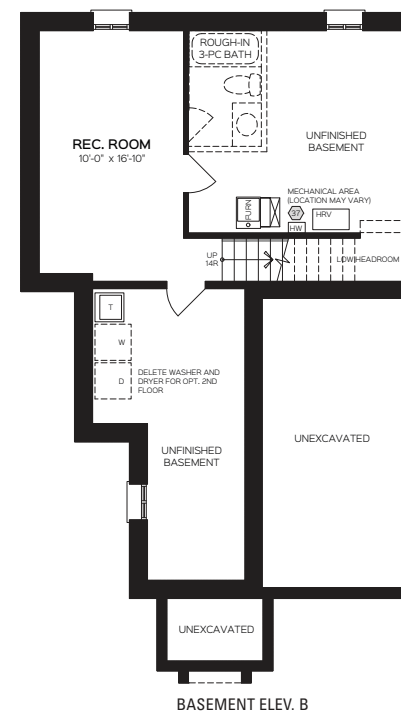 ROUGH-IN
3-PC BATH
REC. ROOM
10'-0" x 16'-10"
UNFINISHED
BASEMENT
MECHANICAL AREA
(LOCATION MAY VARY)
FURN
37
HRV
HW
UP
14R
LOW HEADROOM
T
W
D
DELETE WASHER AND
DRYER FOR OPT. 2ND
FLOOR
UNFINISHED
BASEMENT
UNEXCAVATED
UNEXCAVATED
BASEMENT ELEV. B